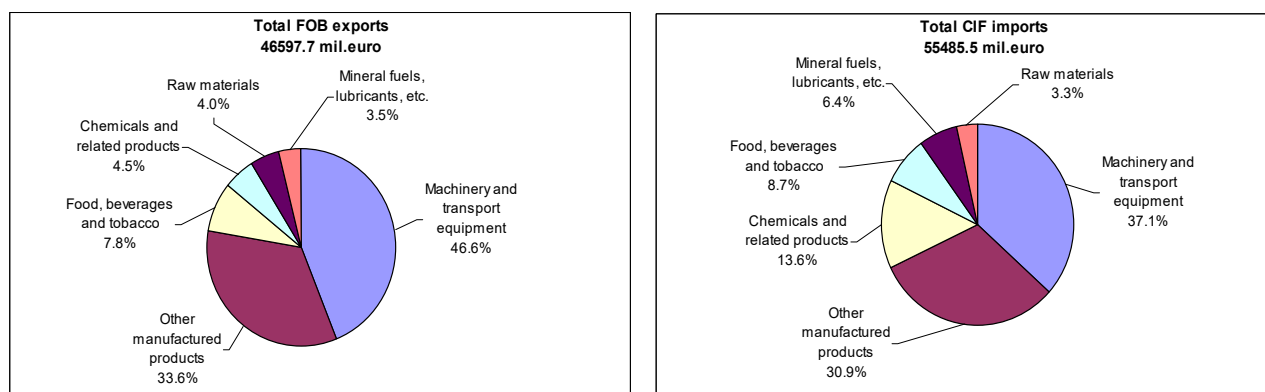 Total FOB exports
46597.7 mil.euro
Mineral fuels,
lubricants, etc.
3.5%
Raw materials
4.0%
Chemicals and
related products
4.5%
Food, beverages
and tobacco
7.8%
Machinery and
transport
equipment
46.6%
Other
manufactured
products
33.6%
Total CIF imports
55485.5 mil.euro
Mineral fuels,
lubricants, etc.
6.4%
Raw materials
3.3%
Food, beverages
and tobacco
8.7%
Machinery and
transport
equipment
37.1%
Chemicals and
related products
13.6%
Other
manufactured
products
30.9%